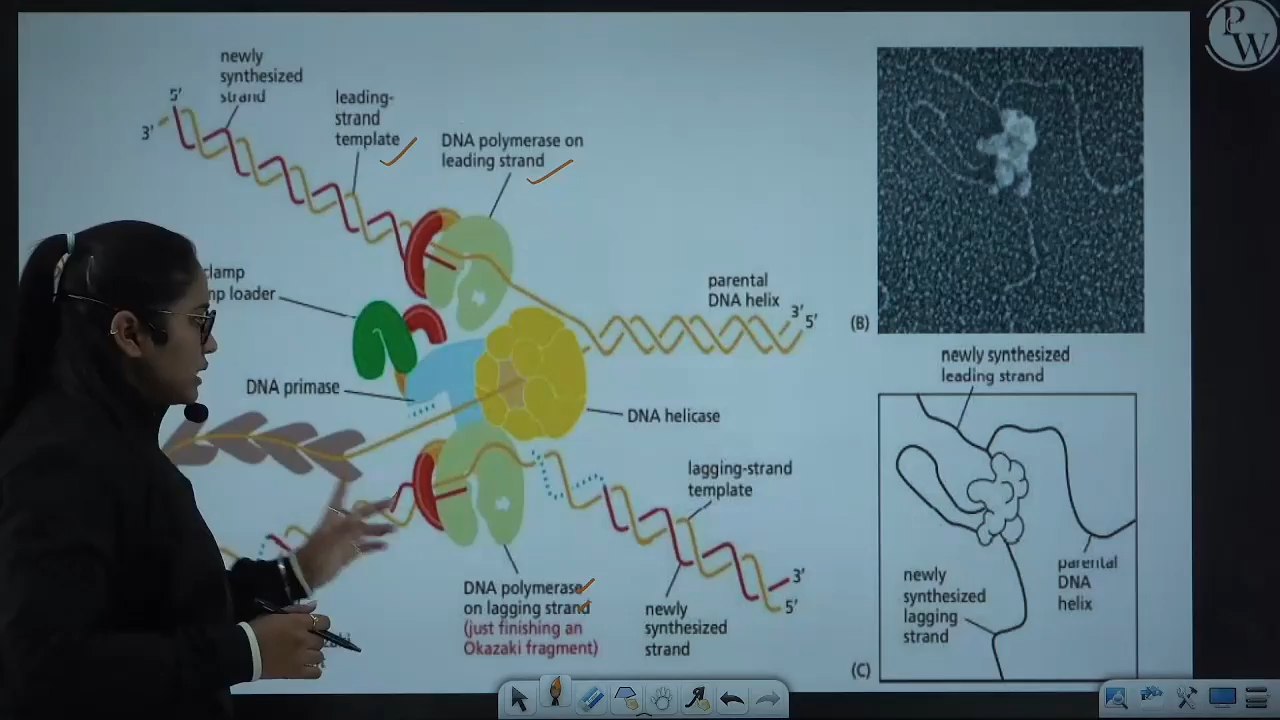 PW
newly
synthesized
strand
5'
3'
leading-
strand
template
DNA polymerase on
leading strand
clamp
loader
DNA primase
parental
DNA helix
3'
5'
DNA helicase
lagging-strand
template
3'
5'
newly
synthesized
strand
DNA polymerase
on lagging strand
(just finishing an
Okazaki fragment)
(B)
newly synthesized
leading strand
parental
DNA
helix
newly
synthesized
lagging
strand
(C)